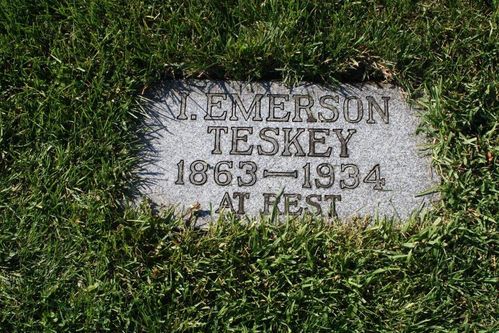 I. EMERSON
TESKEY
1863—1934
AT REST